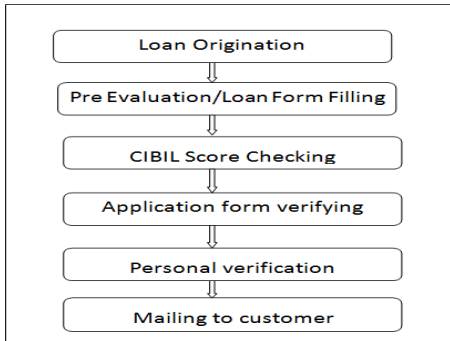 Loan Origination
Pre Evaluation/Loan Form Filling
CIBIL Score Checking
Application form verifying
Personal verification
Mailing to customer